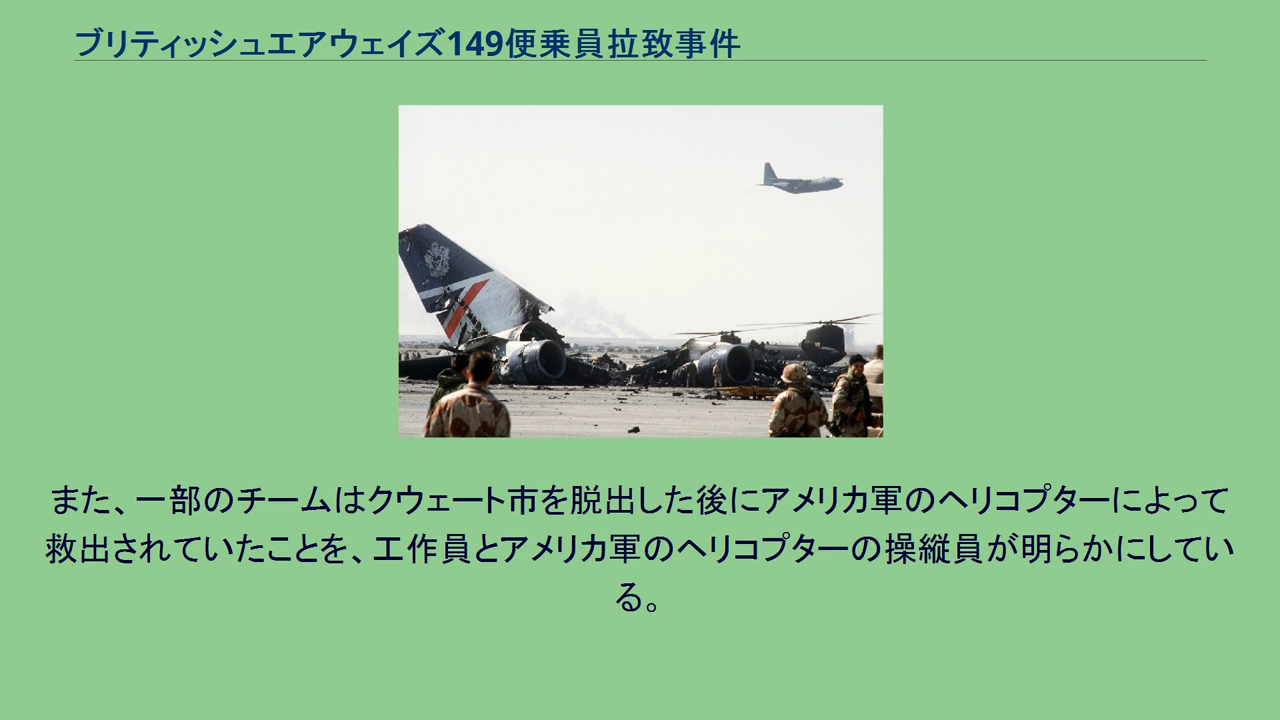 ブリティッシュエアウェイズ149便乗員拉致事件
また、一部のチームはクウェート市を脱出した後にアメリカ軍のヘリコプターによって
救出されていたことを、工作員とアメリカ軍のヘリコプターの操縦員が明らかにしてい
る。